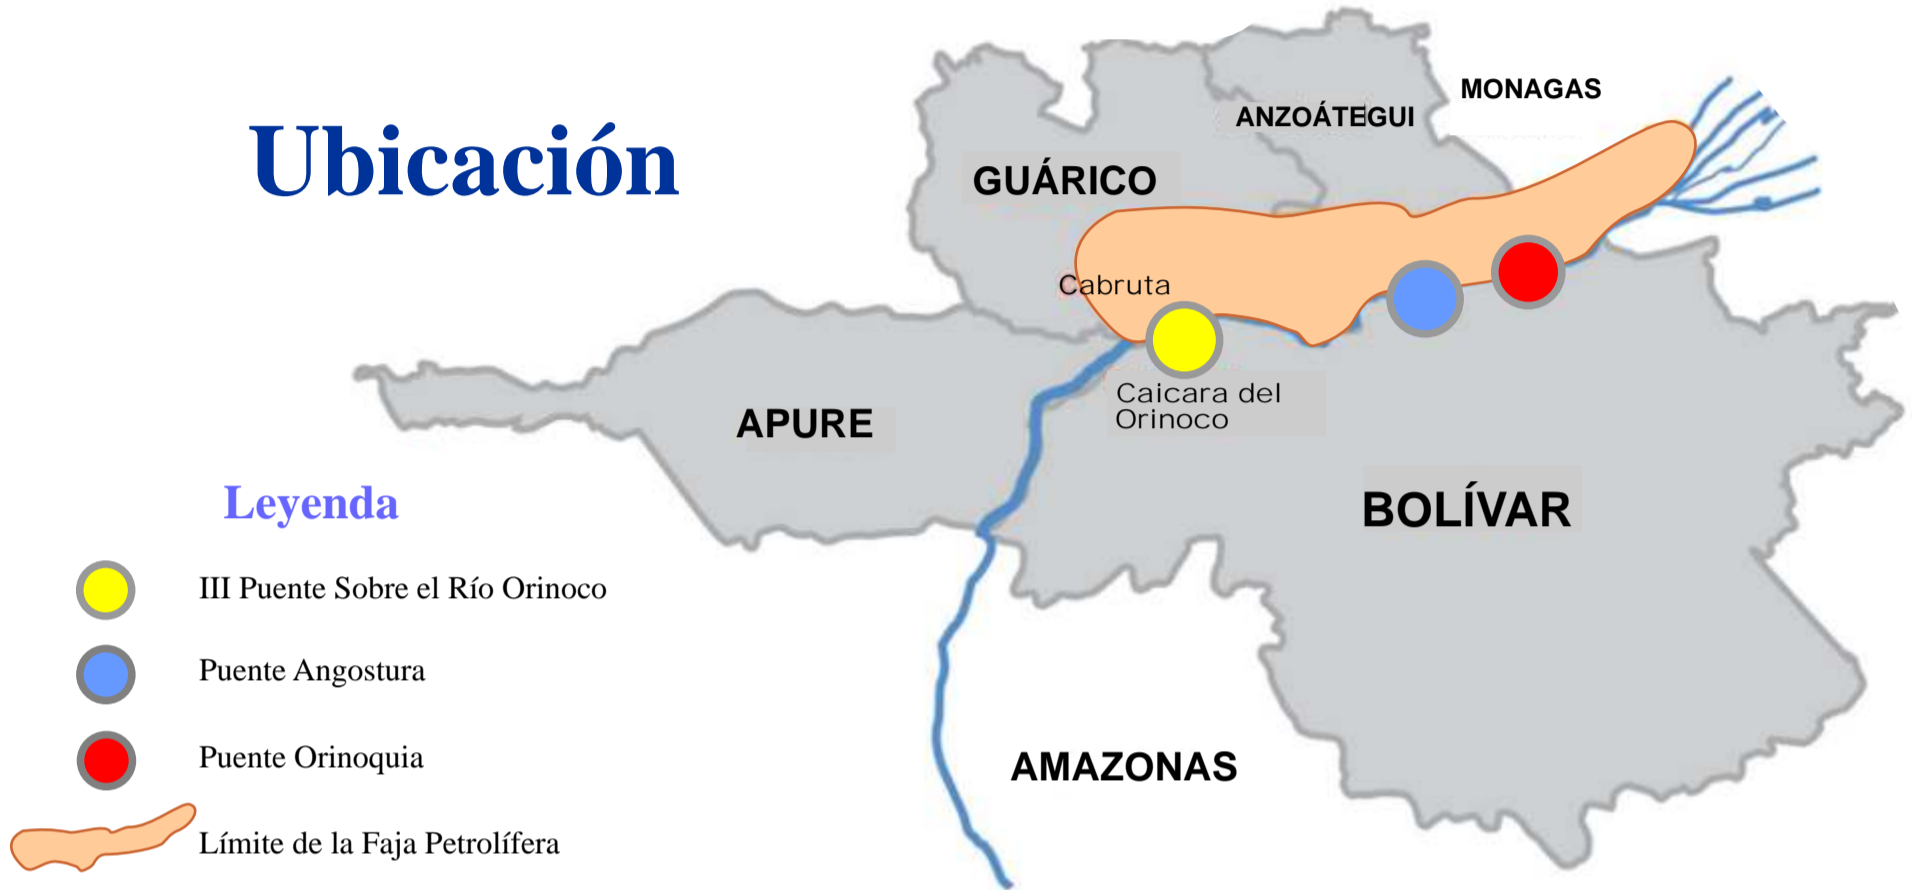 Ubicación
MONAGAS
ANZOÁTEGUI
GUÁRICO
Cabruta
Caicara del
Orinoco
APURE
BOLÍVAR
AMAZONAS
Leyenda
III Puente Sobre el Río Orinoco
Puente Angostura
Puente Orinoquia
Límite de la Faja Petrolífera